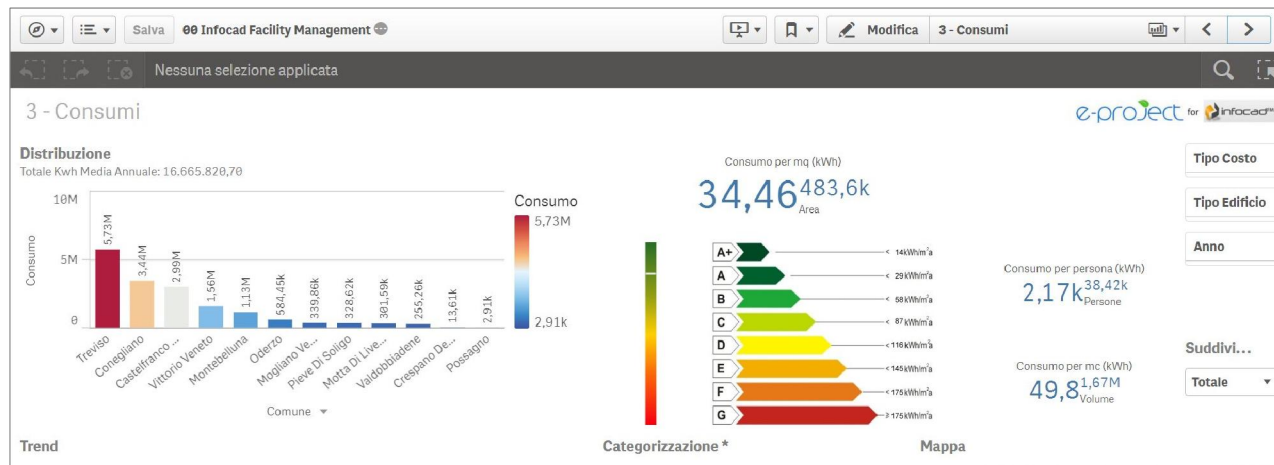 Salva
00 Infocad Facility Management
Modifica
3 - Consumi
Nessuna selezione applicata
3 - Consumi
e-project for infocad™
Distribuzione
Totale Kwh Media Annuale: 16.665.820,70
Consumo
10M
5M
0
5,73M
3,44M
2,99M
1,56M
1,13M
584,45k
339,86k
328,62k
301,59k
255,26k
13,61k
2,91k
Treviso
Conegliano
Castelfranco ...
Vittorio Veneto
Montebelluna
Oderzo
Mogliano Ve...
Pieve Di Soligo
Motta Di Live...
Valdobbiadene
Crespano De...
Possagno
Comune
Consumo
5,73M
2,91k
Consumo per mq (kWh)
34,46 483,6k
Area
A+ < 14kWh/m²a
A < 29kWh/m²a
B < 58kWh/m²a
C < 87kWh/m²a
D < 116kWh/m²a
E < 145kWh/m²a
F < 175kWh/m²a
G ≥ 175kWh/m²a
Consumo per persona (kWh)
2,17k 38,42k
Persone
Consumo per mc (kWh)
49,8 1,67M
Volume
Tipo Costo
Tipo Edificio
Anno
Suddivi...
Totale
Trend
Categorizzazione *
Mappa